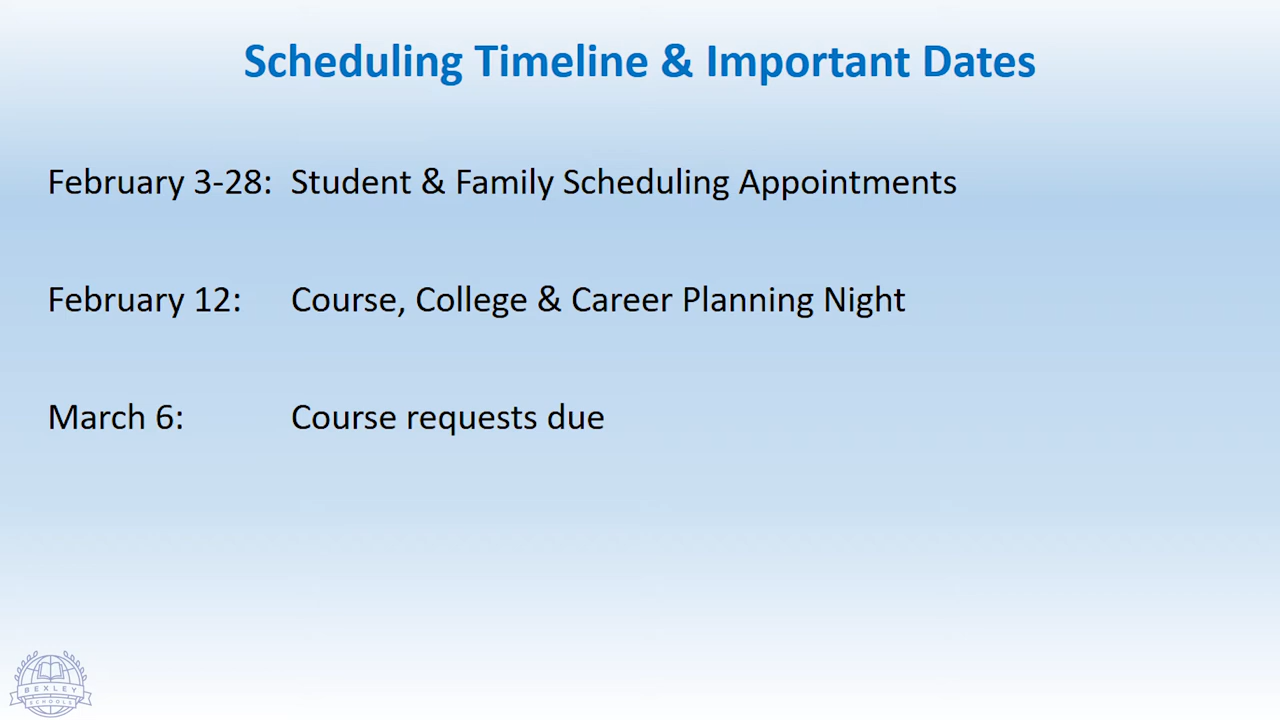 Scheduling Timeline & Important Dates
February 3-28: Student & Family Scheduling Appointments
February 12: Course, College & Career Planning Night
March 6: Course requests due
BEXLEY
SCHOOLS